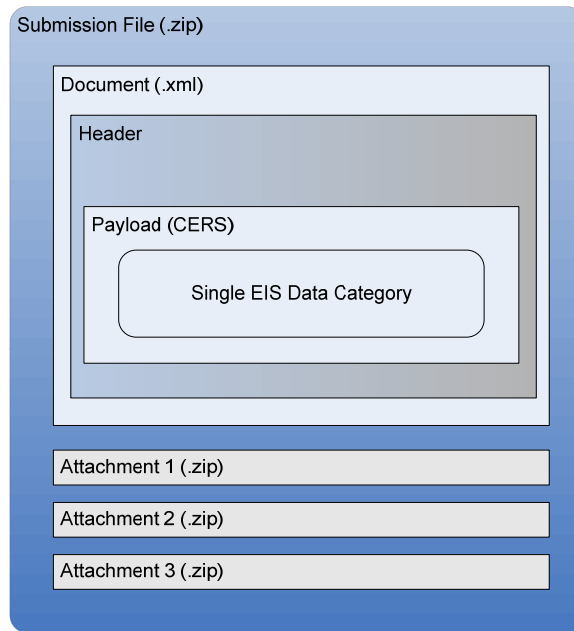 Submission File (.zip)
Document (.xml)
Header
Payload (CERS)
Single EIS Data Category
Attachment 1 (.zip)
Attachment 2 (.zip)
Attachment 3 (.zip)